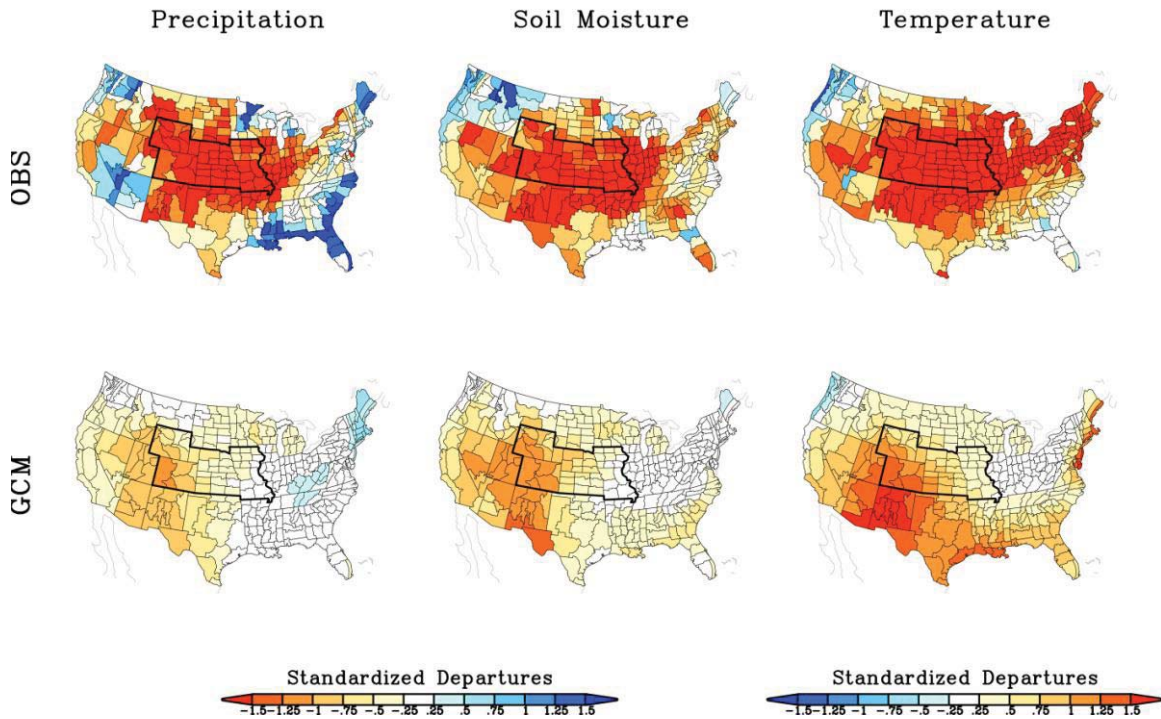 Precipitation Soil Moisture Temperature
OBS
GCM
Standardized Departures Standardized Departures
-1.5-1.25 -1 -.75 -.5 -.25 .25 .5 .75 1 1.25 1.5 -1.5-1.25 -1 -.75 -.5 -.25 .25 .5 .75 1 1.25 1.5